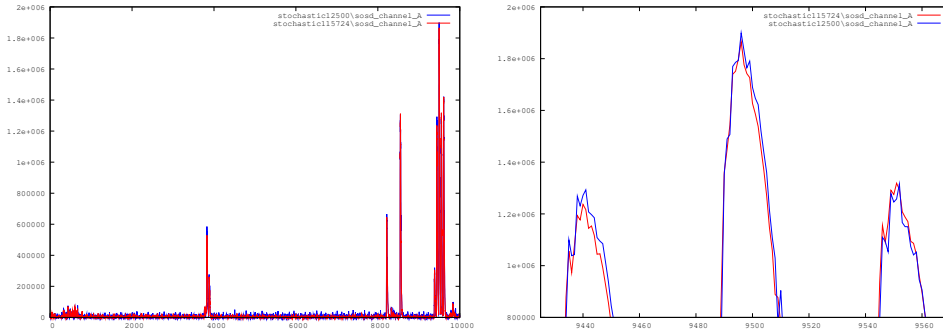 2e+006
1.8e+006
1.6e+006
1.4e+006
1.2e+006
1e+006
800000
600000
400000
200000
0
0
2000
4000
6000
8000
10000
stochastic12500\sosd_channel_A
stochastic115724\sosd_channel_A
2e+006
1.8e+006
1.6e+006
1.4e+006
1.2e+006
1e+006
800000
9440
9460
9480
9500
9520
9540
9560
stochastic115724\sosd_channel_A
stochastic12500\sosd_channel_A